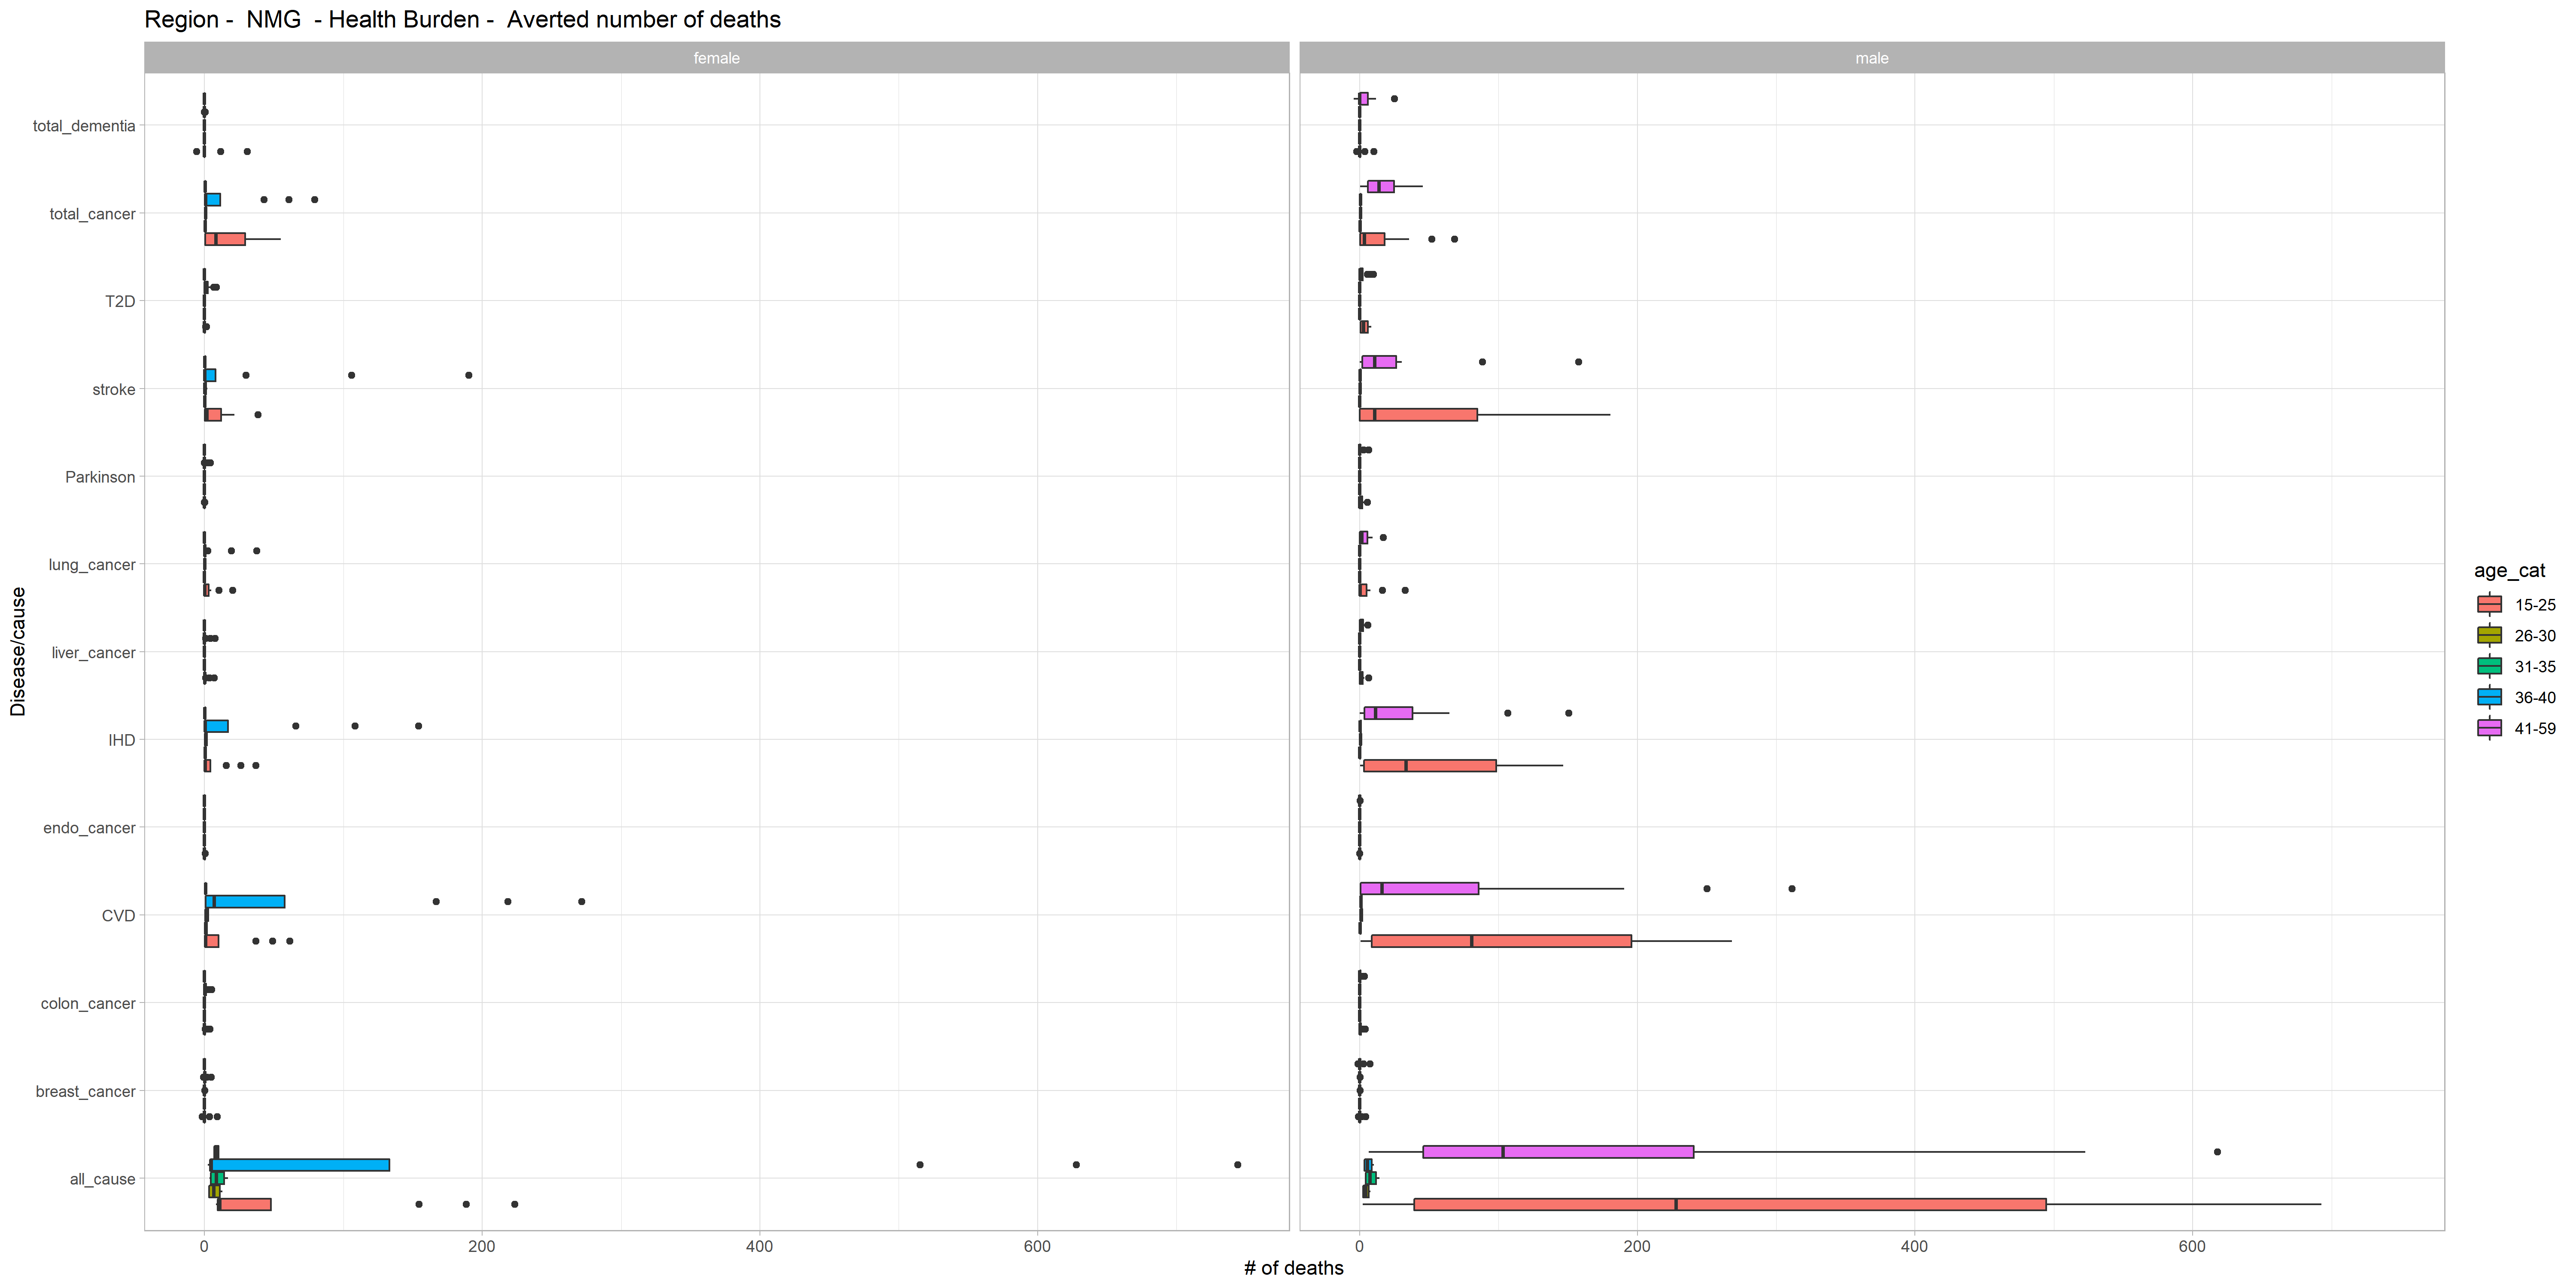 Region -  NMG  - Health Burden -  Averted number of deaths
female
male
Disease/cause
total_dementia
total_cancer
T2D
stroke
Parkinson
lung_cancer
liver_cancer
IHD
endo_cancer
CVD
colon_cancer
breast_cancer
all_cause
0 200 400 600
0 200 400 600
# of deaths
age_cat
15-25
26-30
31-35
36-40
41-59